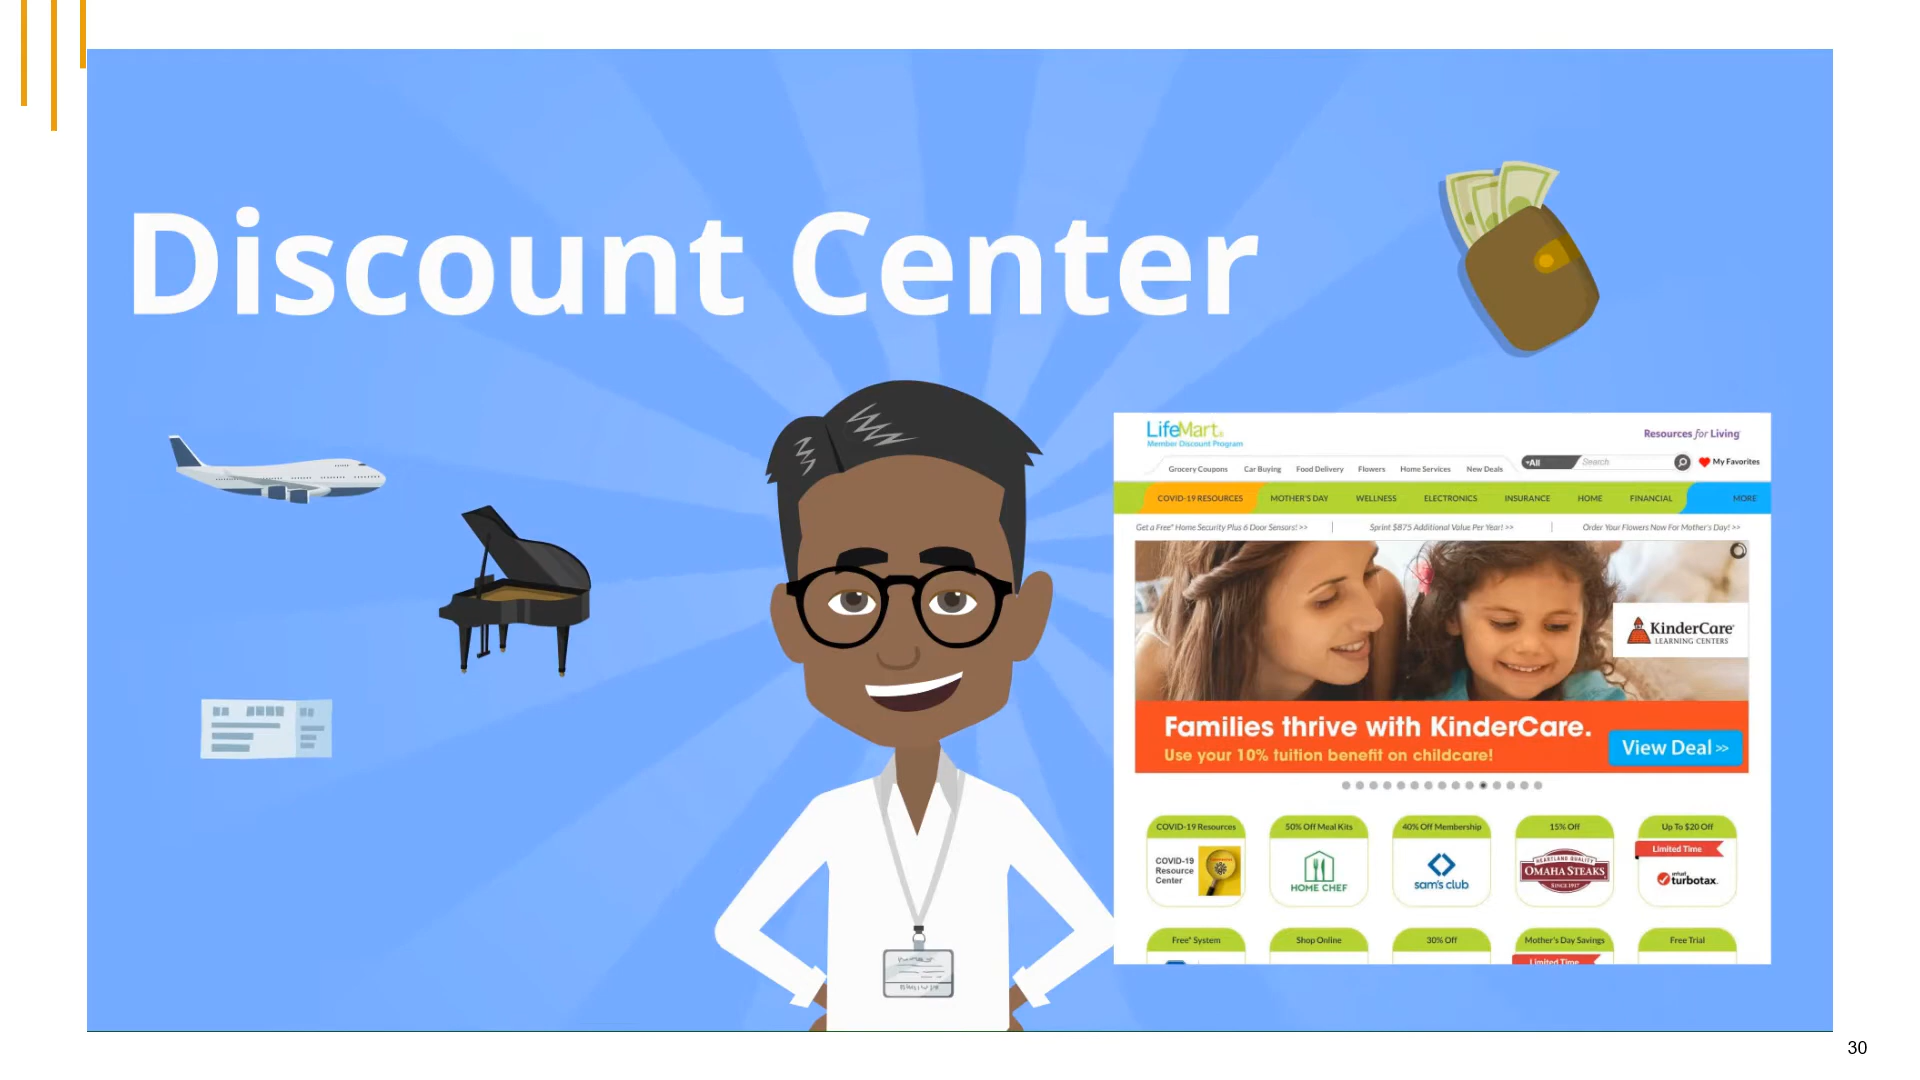 Discount Center
LifeMart®
Member Discount Program
Resources for Living
Grocery Coupons Car Buying Food Delivery Flowers Home Services New Deals
All Search My Favorites
COVID-19 RESOURCES MOTHER'S DAY WELLNESS ELECTRONICS INSURANCE HOME FINANCIAL MORE
Get a Free* Home Security Plus 6 Door Sensors! >> Sprint $875 Additional Value Per Year! >> Order Your Flowers Now For Mother's Day! >>
KinderCare
LEARNING CENTERS
Families thrive with KinderCare.
Use your 10% tuition benefit on childcare!
View Deal >>
COVID-19 Resources 50% Off Meal Kits 40% Off Membership 15% Off Up To $20 Off
Limited Time
COVID-19
Resource
Center
HOME CHEF
sam's club
HEARTLAND QUALITY
OMAHA STEAKS
SINCE 1917
intuit
turbotax.
Free* System Shop Online 30% Off Mother's Day Savings Free Trial
Limited Time
30